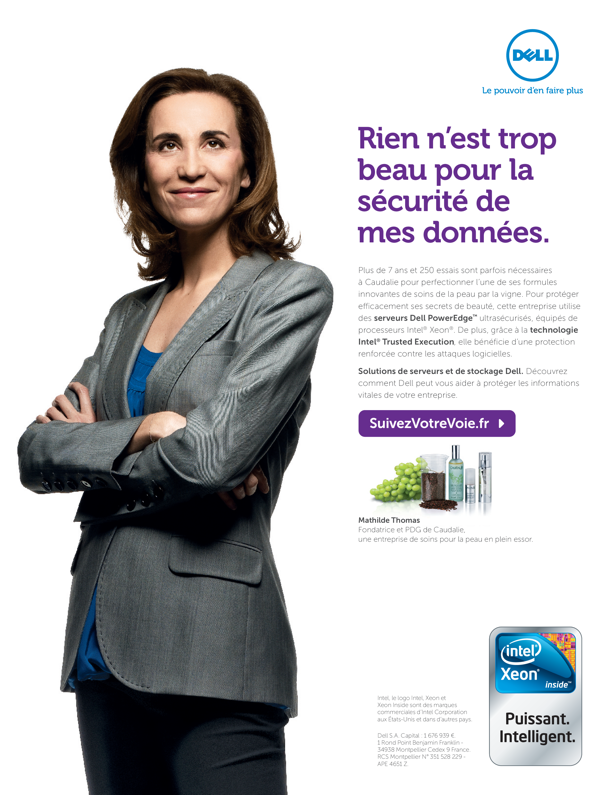 DELL
Le pouvoir d'en faire plus
Rien n'est trop
beau pour la
sécurité de
mes données.
Plus de 7 ans et 250 essais sont parfois nécessaires
à Caudalie pour perfectionner l'une de ses formules
innovantes de soins de la peau par la vigne. Pour protéger
efficacement ses secrets de beauté, cette entreprise utilise
des serveurs Dell PowerEdge™ ultrasécurisés, équipés de
processeurs Intel® Xeon®. De plus, grâce à la technologie
Intel® Trusted Execution, elle bénéficie d'une protection
renforcée contre les attaques logicielles.
Solutions de serveurs et de stockage Dell. Découvrez
comment Dell peut vous aider à protéger les informations
vitales de votre entreprise.
SuivezVotreVoie.fr
Mathilde Thomas
Fondatrice et PDG de Caudalie,
une entreprise de soins pour la peau en plein essor.
intel
Xeon®
inside™
Puissant.
Intelligent.
Intel, le logo Intel, Xeon et
Xeon Inside sont des marques
commerciales d'Intel Corporation
aux États-Unis et dans d'autres pays.
Dell S.A. Capital : 1 676 939 €.
1 Rond Point Benjamin Franklin -
34938 Montpellier Cedex 9 France.
RCS Montpellier N° 351 528 229 -
APE 4651 Z